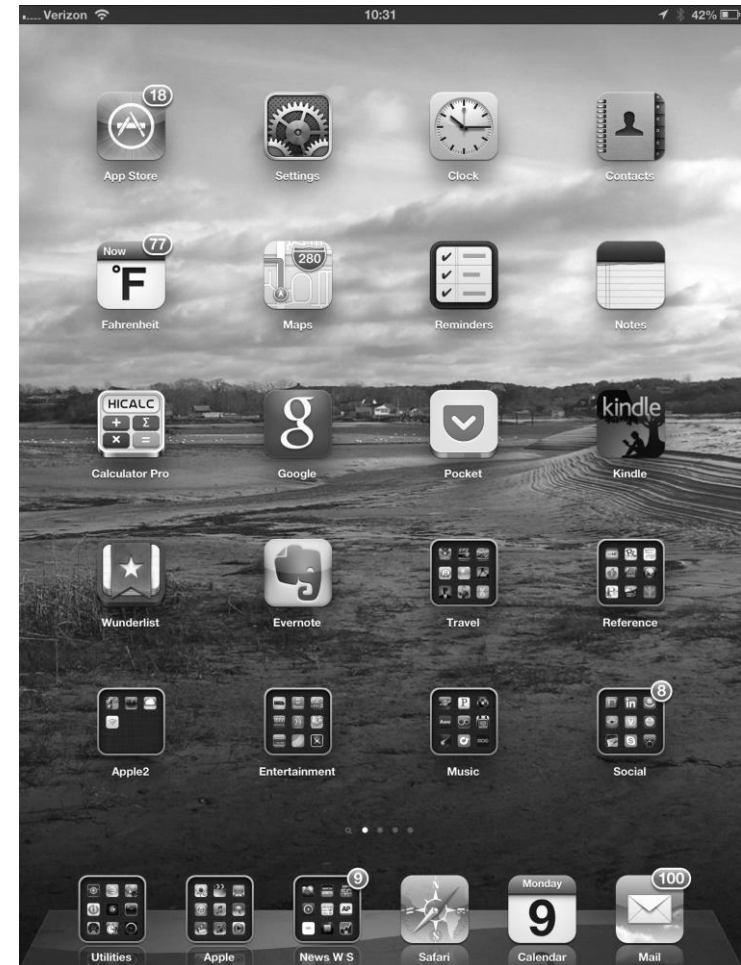 Verizon 10:31 42%
18
App Store Settings Clock Contacts
Now 77 280
°F
Fahrenheit Maps Reminders Notes
HICALC g kindle
+ Σ
× =
Calculator Pro Google Pocket Kindle
Wunderlist Evernote Travel Reference
8
P in
Apple2 Entertainment Music Social
9 Monday 100
9
AP
Utilities Apple News W S Safari Calendar Mail